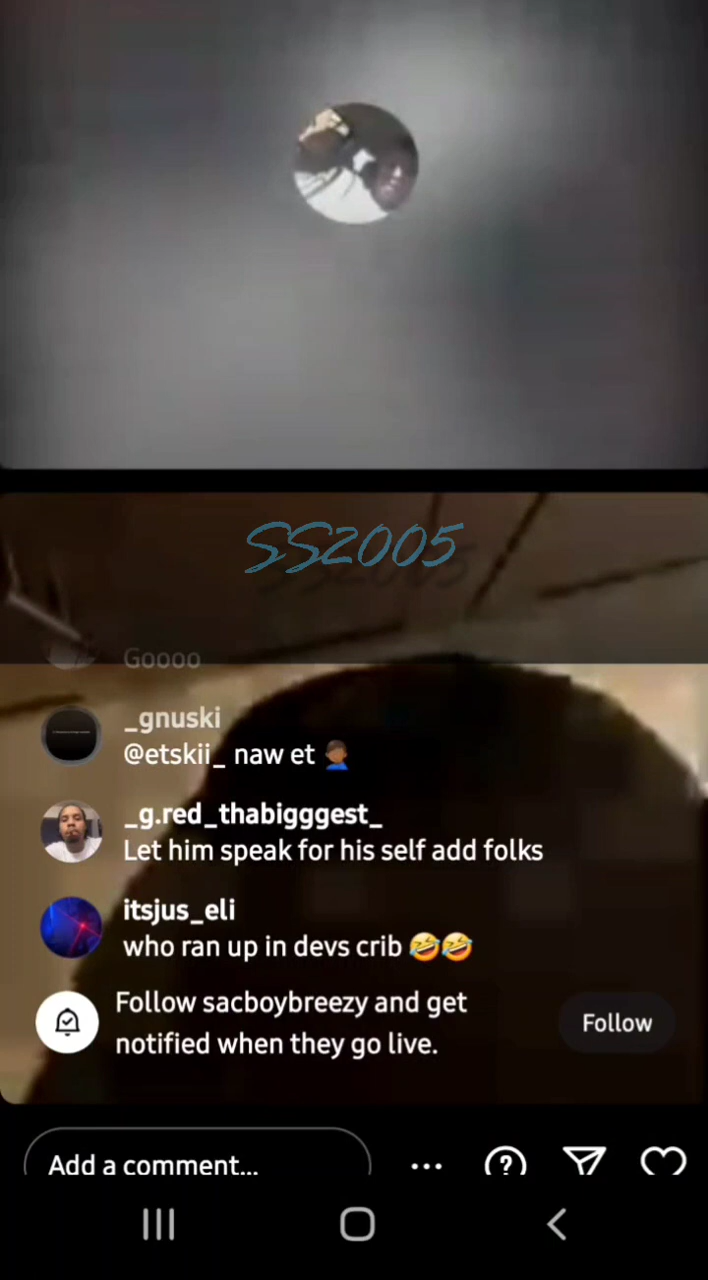 SS2005
Goooo
_gnuski
@etskii_ naw et 🤦🏾‍♂️
_g.red_thabigggest_
Let him speak for his self add folks
itsjus_eli
who ran up in devs crib 🤣🤣
Follow sacboybreezy and get
notified when they go live.
Follow
Add a comment...